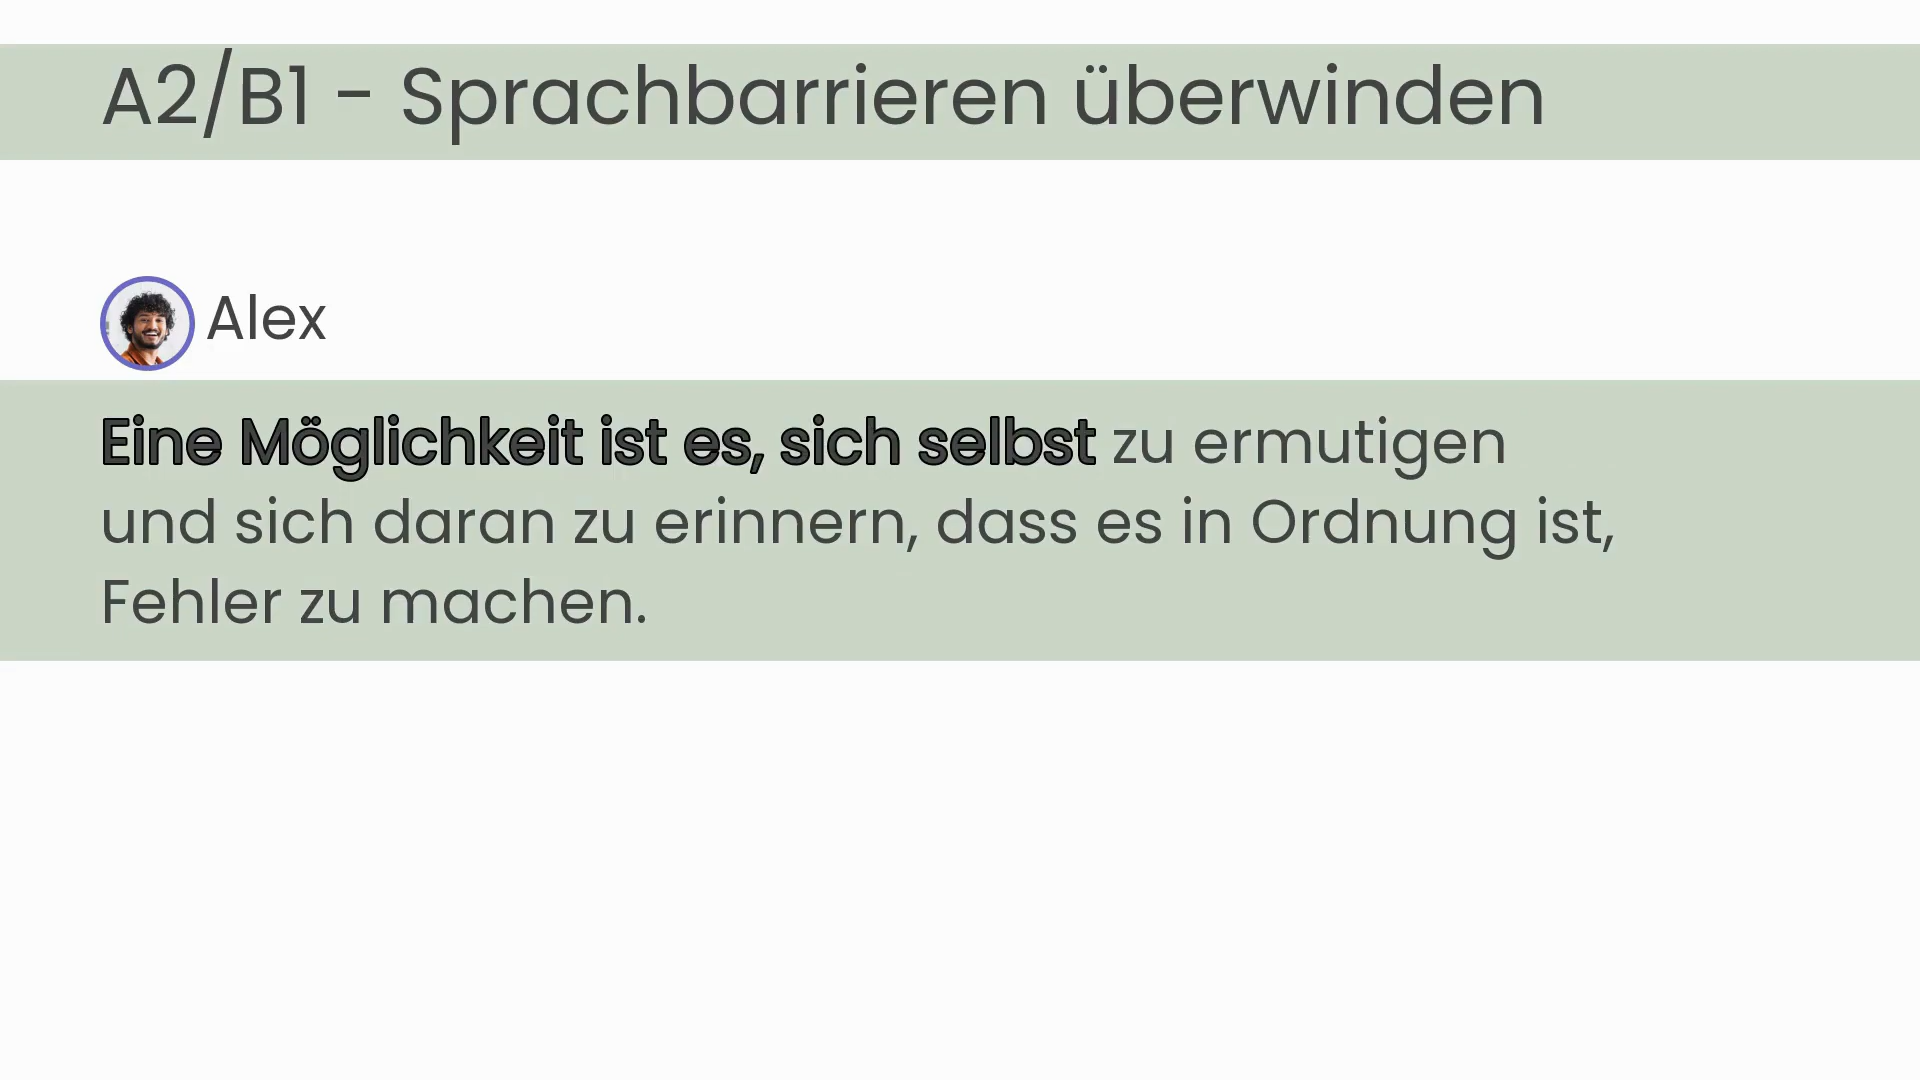 A2/B1 - Sprachbarrieren überwinden
Alex
Eine Möglichkeit ist es, sich selbst zu ermutigen
und sich daran zu erinnern, dass es in Ordnung ist,
Fehler zu machen.